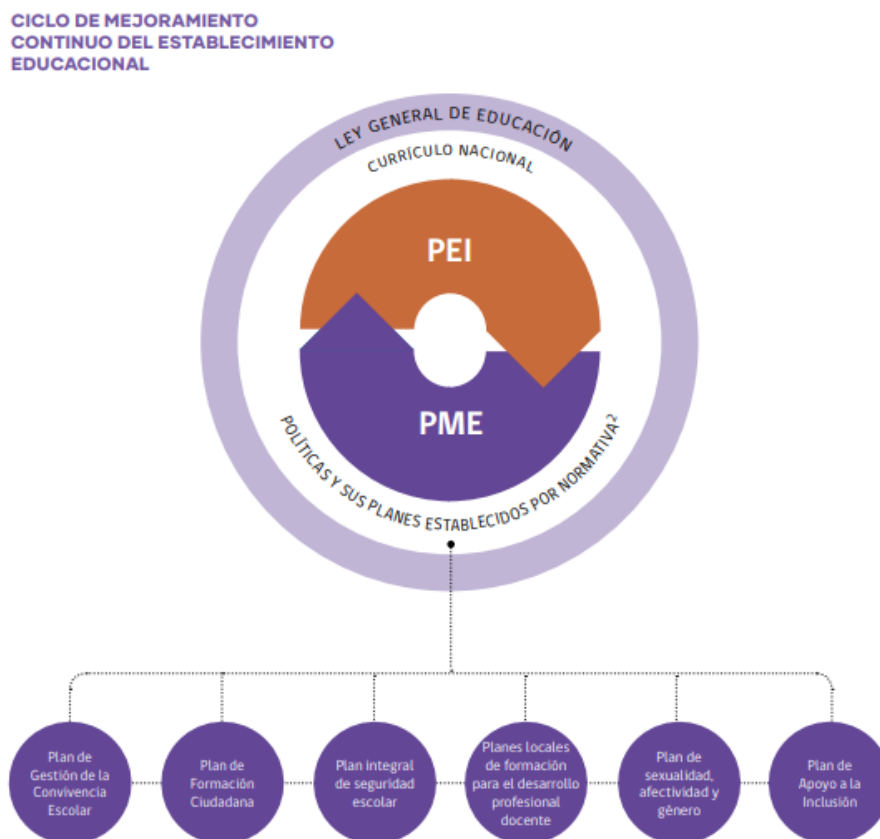 CICLO DE MEJORAMIENTO
CONTINUO DEL ESTABLECIMIENTO
EDUCACIONAL
LEY GENERAL DE EDUCACIÓN
CURRÍCULO NACIONAL
PEI
PME
POLÍTICAS Y SUS PLANES ESTABLECIDOS POR NORMATIVA²
Plan de
Gestión de la
Convivencia
Escolar
Plan de
Formación
Ciudadana
Plan integral
de seguridad
escolar
Planes locales
de formación
para el desarrollo
profesional
docente
Plan de
sexualidad,
afectividad y
género
Plan de
Apoyo a la
Inclusión